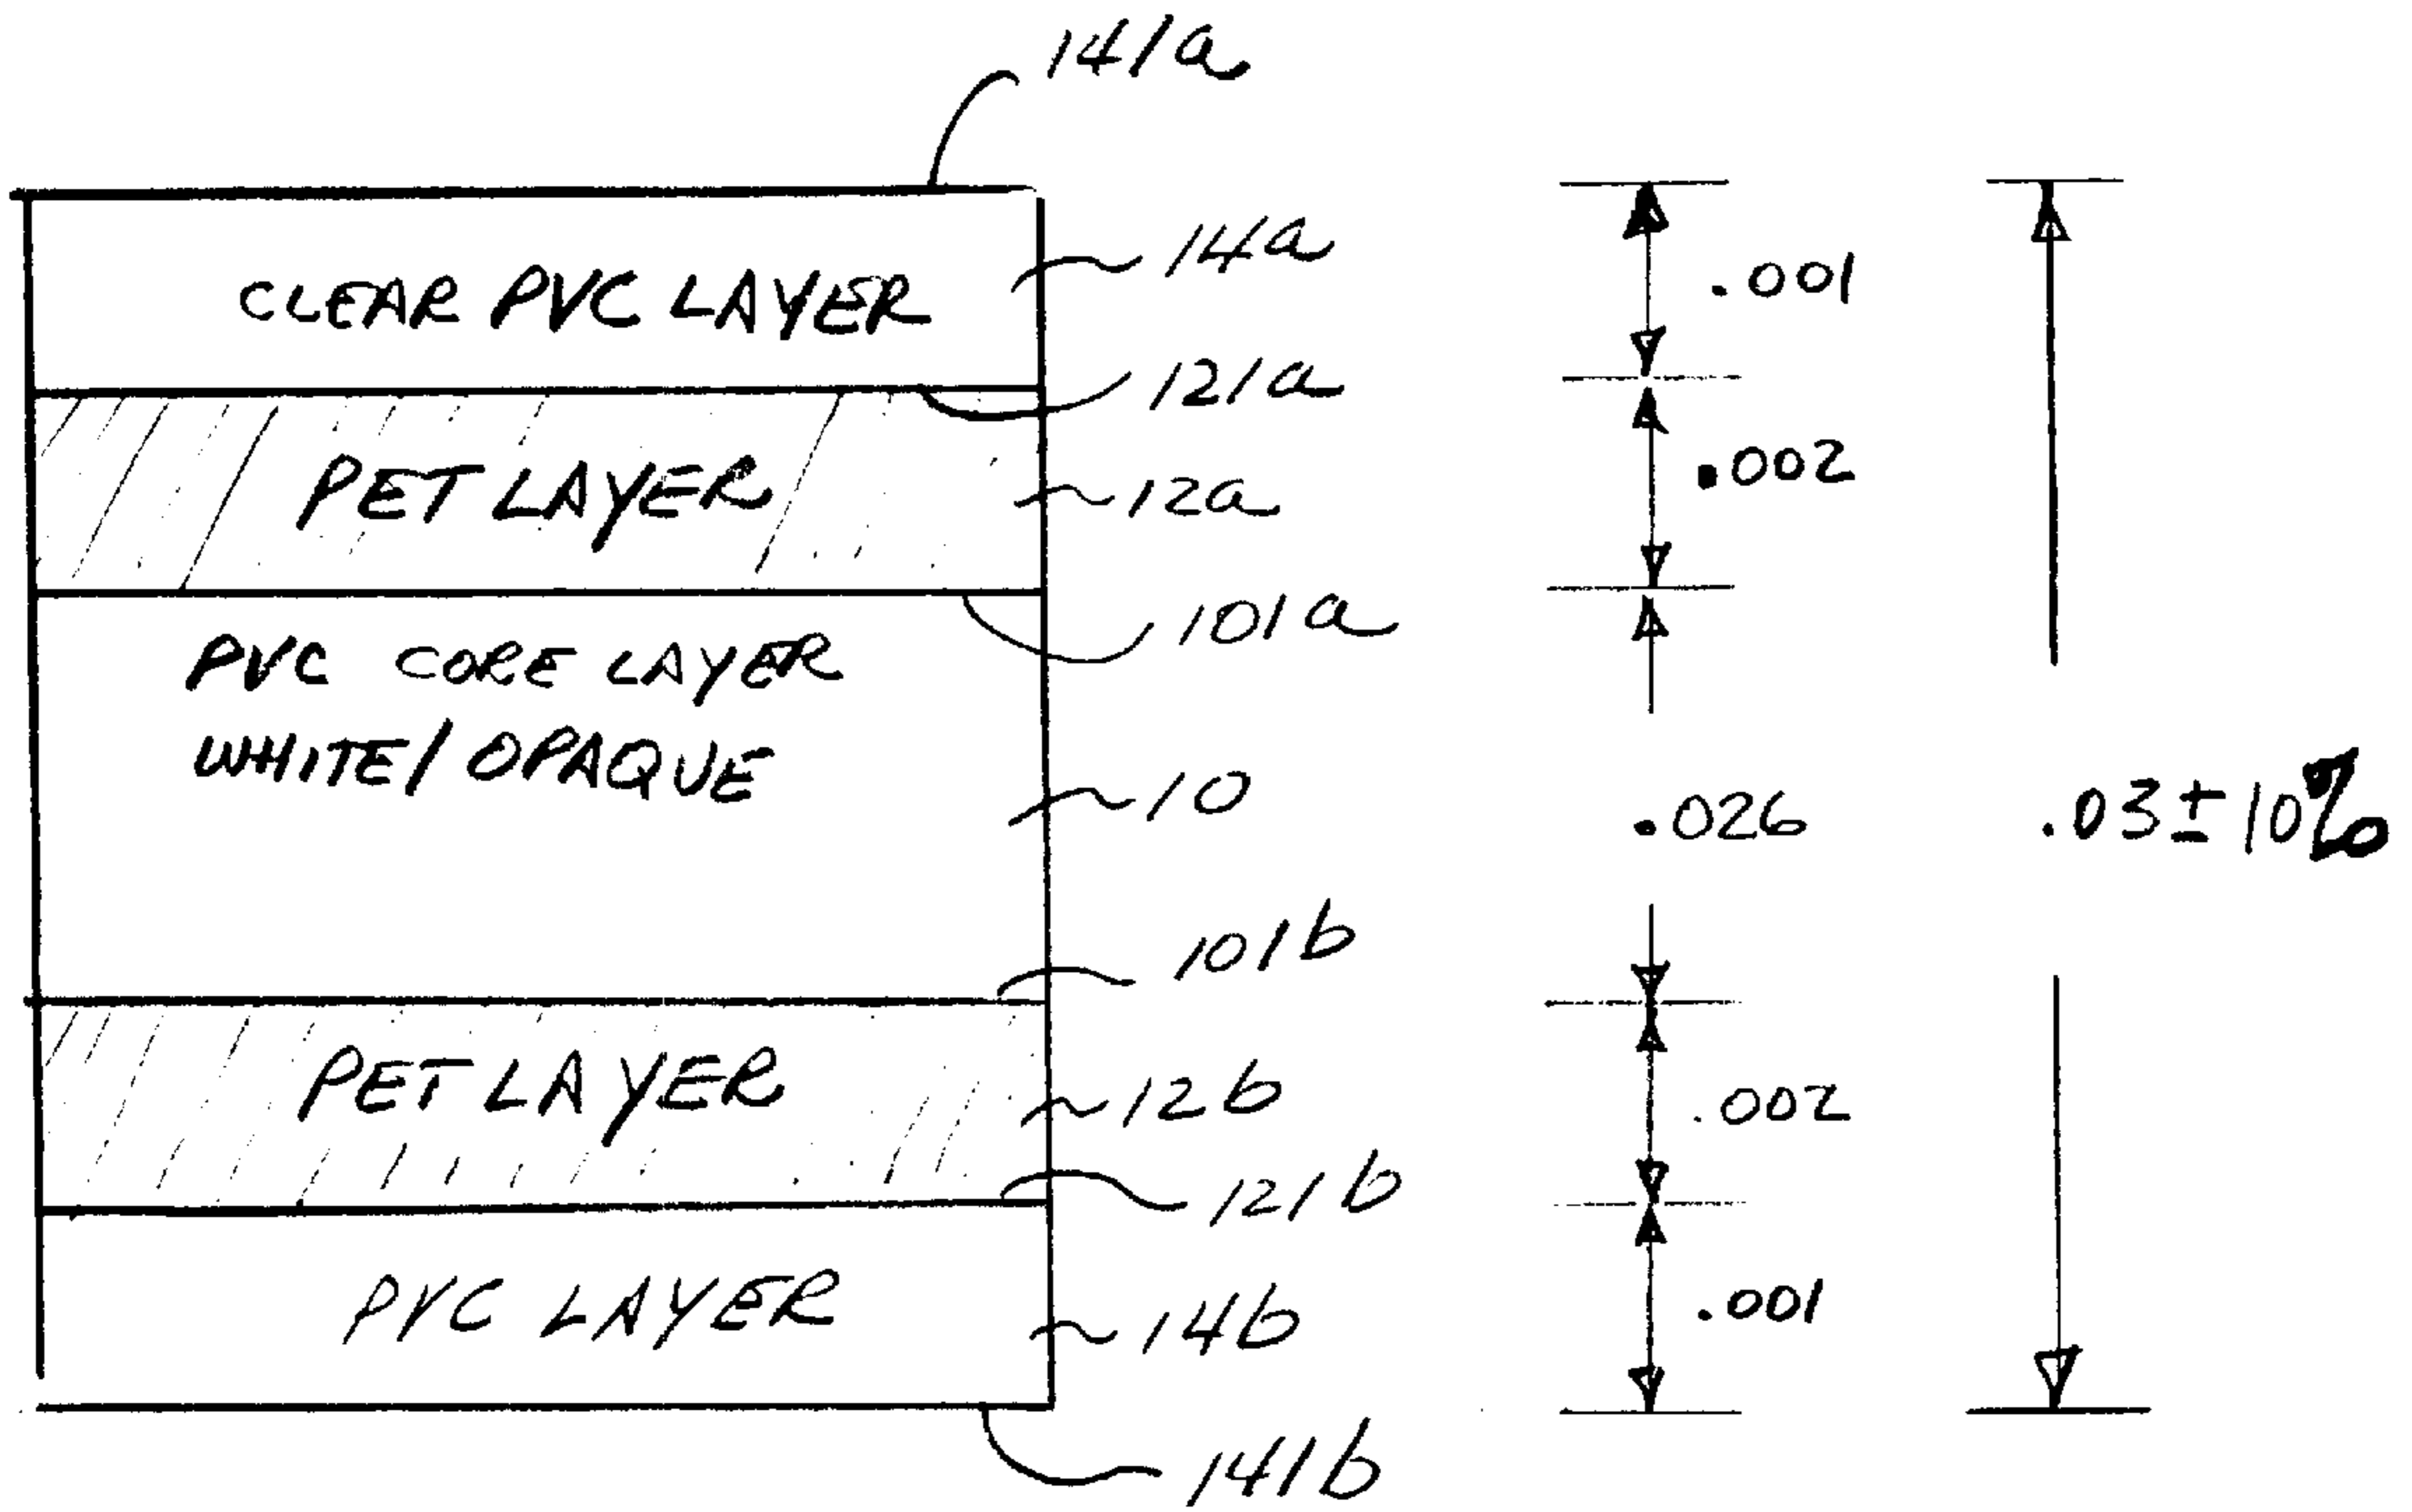 141a
14a
CLEAR PVC LAYER
.001
121a
PET LAYER
12a
.002
101a
PVC CORE LAYER
WHITE/OPAQUE
10
.026
.03±10%
101b
PET LAYER
12b
.002
121b
PVC LAYER
14b
.001
141b